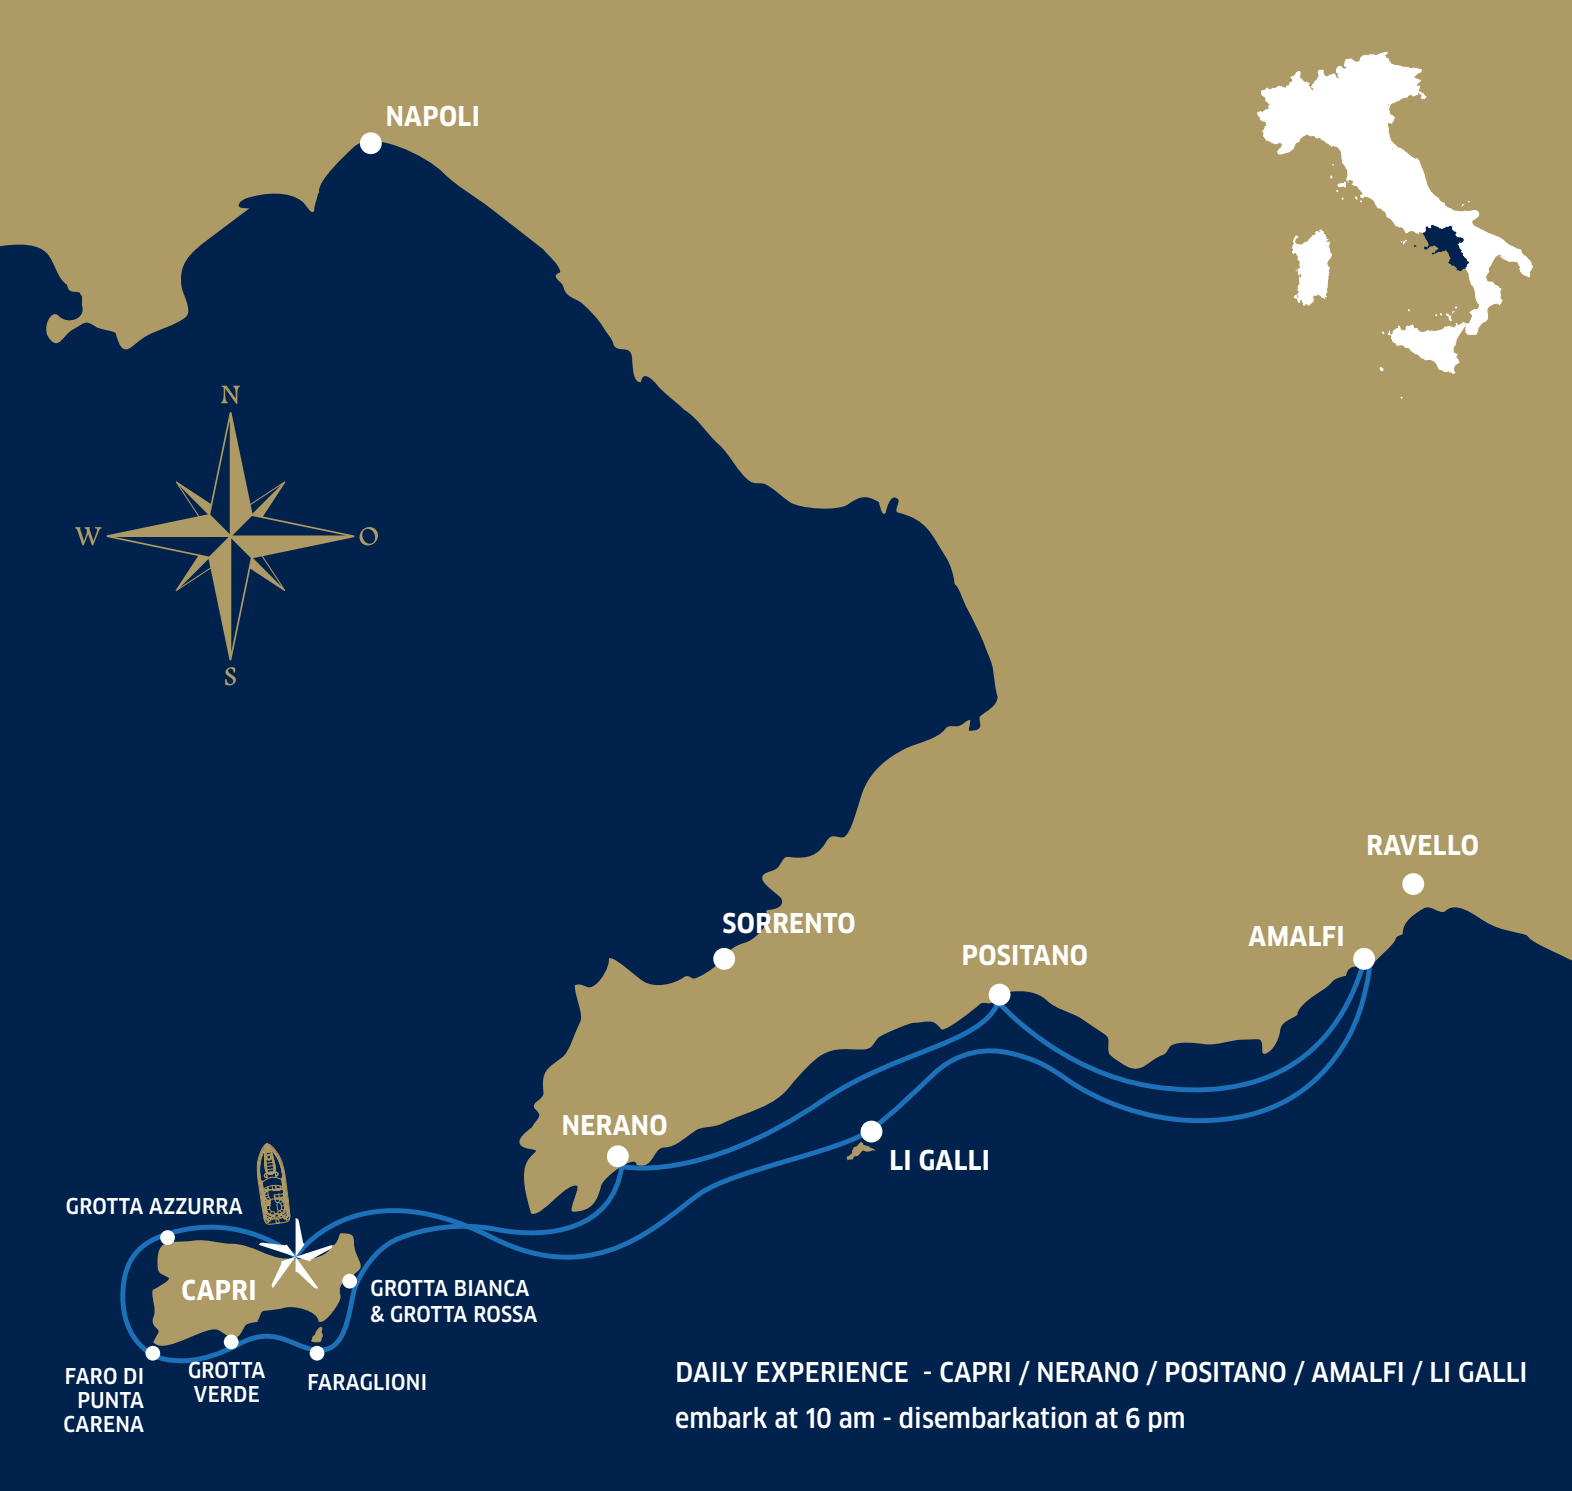 NAPOLI
N
W
O
S
RAVELLO
SORRENTO
AMALFI
POSITANO
NERANO
LI GALLI
GROTTA AZZURRA
CAPRI
GROTTA BIANCA
& GROTTA ROSSA
FARO DI
PUNTA
CARENA
GROTTA
VERDE
FARAGLIONI
DAILY EXPERIENCE - CAPRI / NERANO / POSITANO / AMALFI / LI GALLI
embark at 10 am - disembarkation at 6 pm